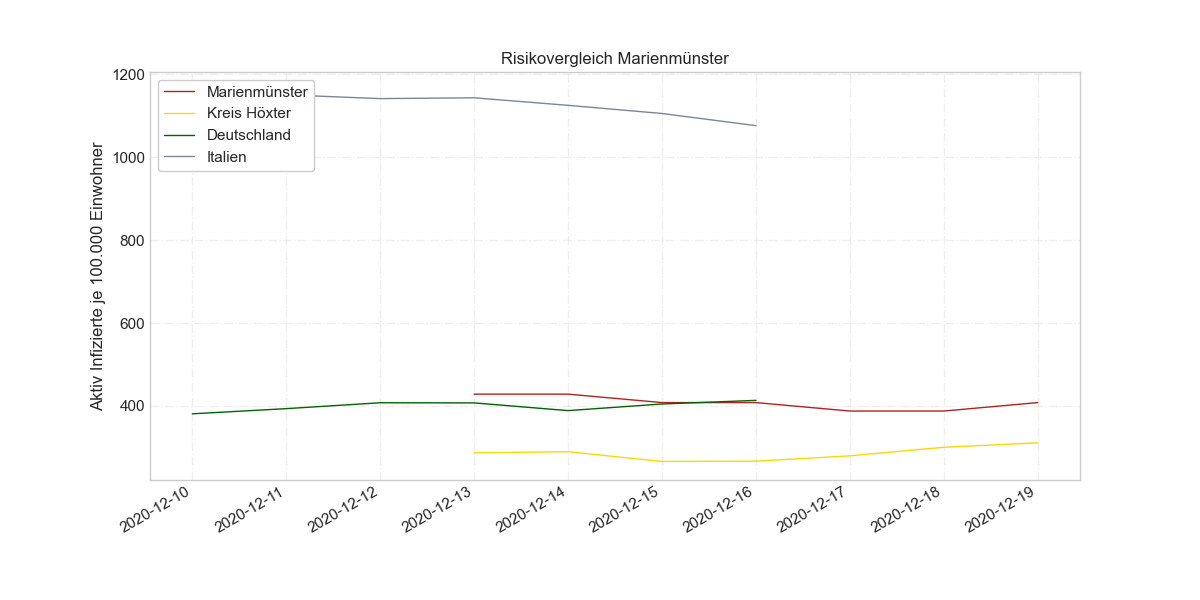 Risikovergleich Marienmünster
Aktiv Infizierte je 100.000 Einwohner
1200
1000
800
600
400
Marienmünster
Kreis Höxter
Deutschland
Italien
2020-12-10
2020-12-11
2020-12-12
2020-12-13
2020-12-14
2020-12-15
2020-12-16
2020-12-17
2020-12-18
2020-12-19